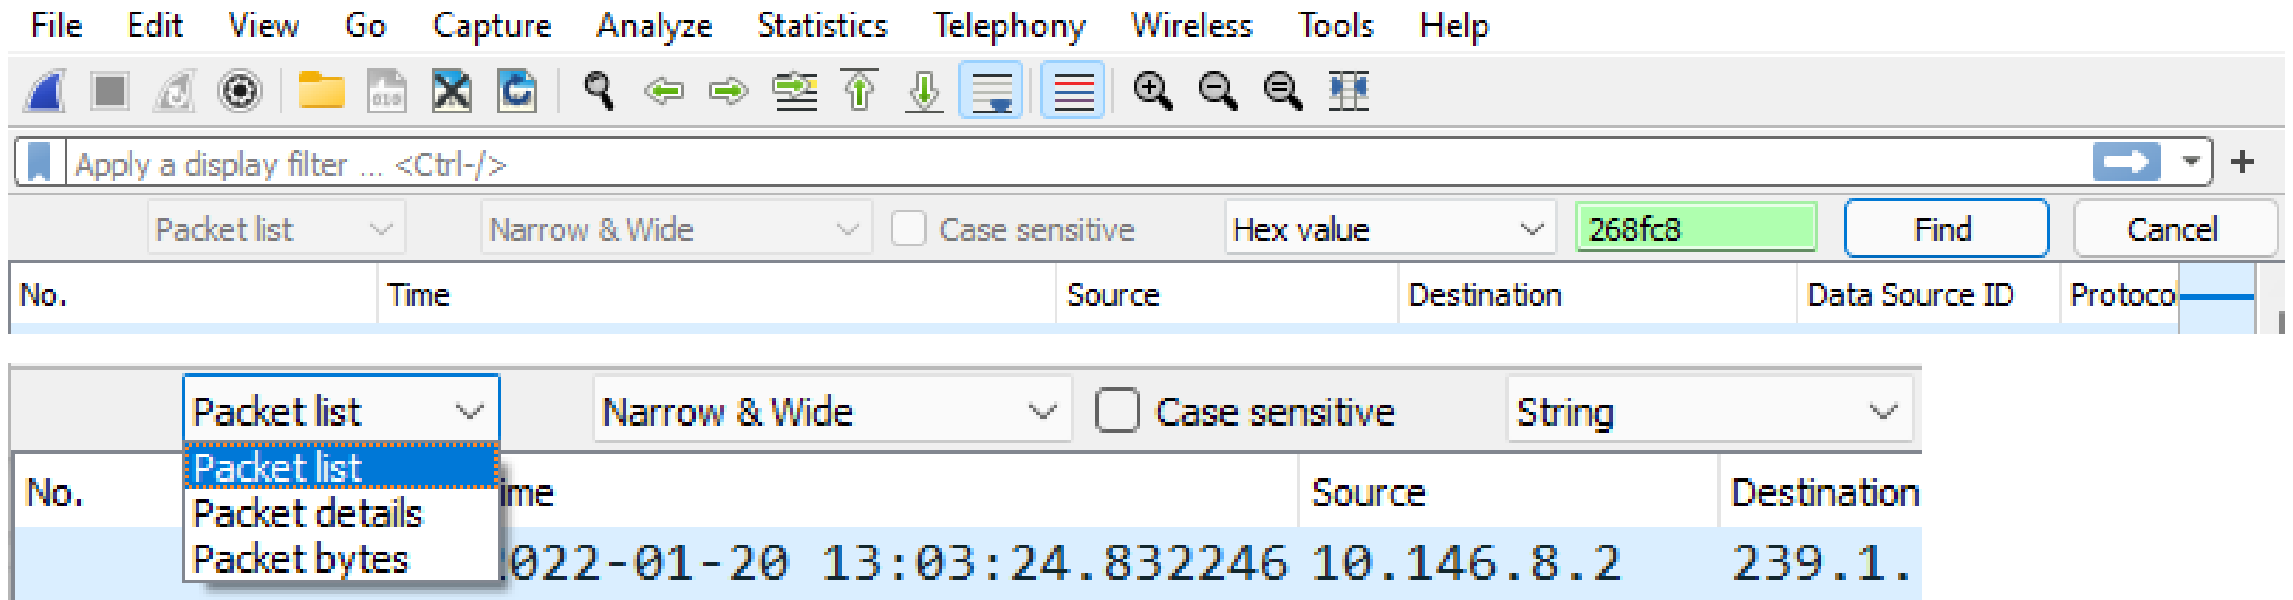 File Edit View Go Capture Analyze Statistics Telephony Wireless Tools Help
Apply a display filter ... <Ctrl-/>
Packet list Narrow & Wide Case sensitive Hex value 268fc8 Find Cancel
No. Time Source Destination Data Source ID Protoco
Packet list Narrow & Wide Case sensitive String
Packet list
No. ime Source Destination
Packet details
Packet bytes 022-01-20 13:03:24.832246 10.146.8.2 239.1.